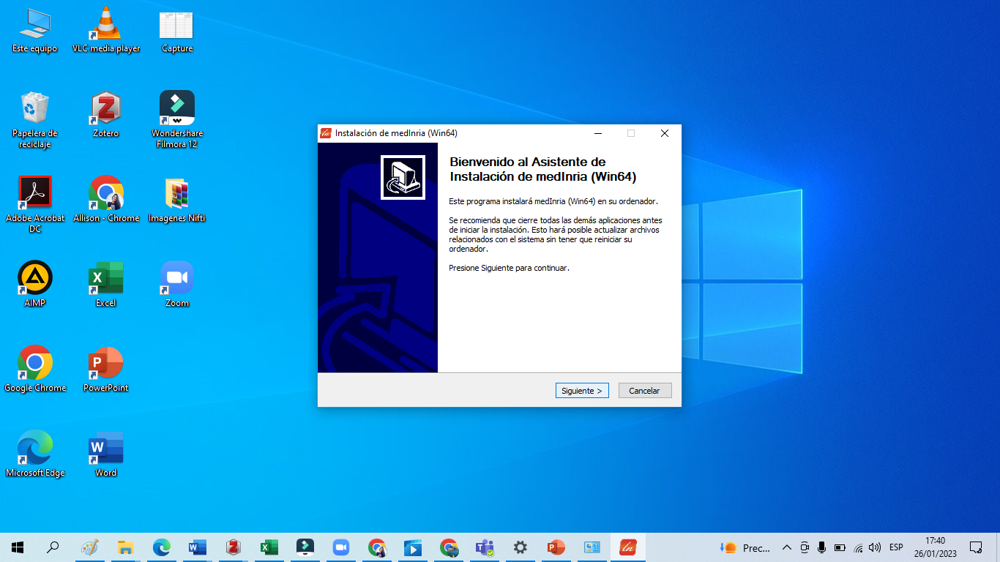 Este equipo
VLC media player
Capture
Papelera de
reciclaje
Zotero
Wondershare
Filmora 12
Adobe Acrobat
DC
Allison - Chrome
Imagenes Nifti
AIMP
Excel
Zoom
Google Chrome
PowerPoint
Microsoft Edge
Word
Instalación de medInria (Win64)
Bienvenido al Asistente de
Instalación de medInria (Win64)
Este programa instalará medInria (Win64) en su ordenador.
Se recomienda que cierre todas las demás aplicaciones antes
de iniciar la instalación. Esto hará posible actualizar archivos
relacionados con el sistema sin tener que reiniciar su
ordenador.
Presione Siguiente para continuar.
Siguiente >
Cancelar
Prec...
ESP
17:40
26/01/2023